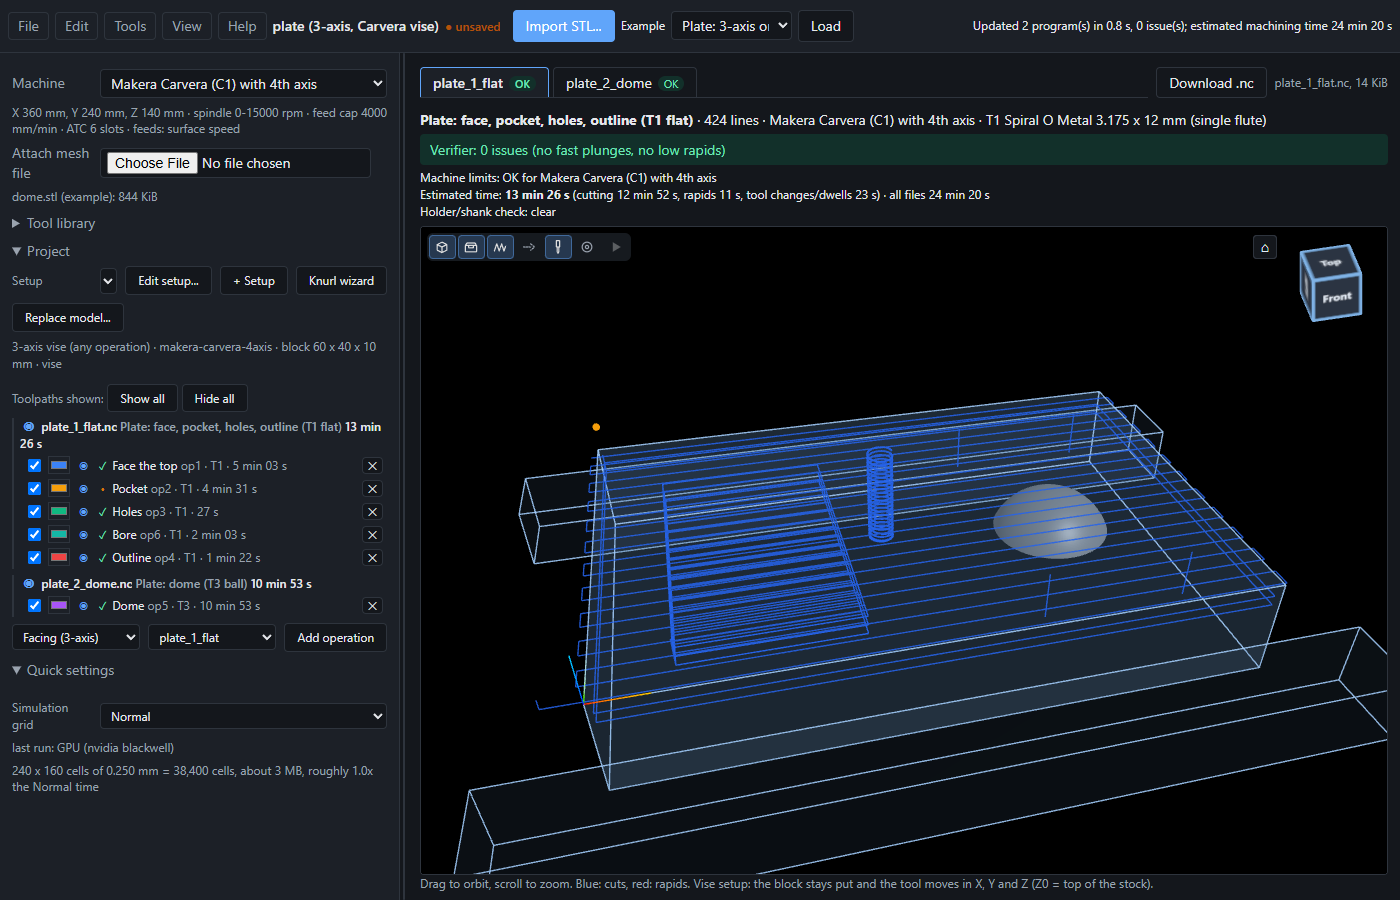 File Edit Tools View Help plate (3-axis, Carvera vise) • unsaved Import STL... Example Plate: 3-axis o Load Updated 2 program(s) in 0.8 s, 0 issue(s); estimated machining time 24 min 20 s
Machine Makera Carvera (C1) with 4th axis
X 360 mm, Y 240 mm, Z 140 mm · spindle 0-15000 rpm · feed cap 4000
mm/min · ATC 6 slots · feeds: surface speed
Attach mesh
file
Choose File No file chosen
dome.stl (example): 844 KiB
Tool library
Project
Setup Edit setup... + Setup Knurl wizard
Replace model...
3-axis vise (any operation) · makera-carvera-4axis · block 60 x 40 x 10
mm · vise
Toolpaths shown: Show all Hide all
plate_1_flat.nc Plate: face, pocket, holes, outline (T1 flat) 13 min
26 s
✓ Face the top op1 · T1 · 5 min 03 s ×
• Pocket op2 · T1 · 4 min 31 s ×
✓ Holes op3 · T1 · 27 s ×
✓ Bore op6 · T1 · 2 min 03 s ×
✓ Outline op4 · T1 · 1 min 22 s ×
plate_2_dome.nc Plate: dome (T3 ball) 10 min 53 s
✓ Dome op5 · T3 · 10 min 53 s ×
Facing (3-axis) plate_1_flat Add operation
Quick settings
Simulation
grid
Normal
last run: GPU (nvidia blackwell)
240 x 160 cells of 0.250 mm = 38,400 cells, about 3 MB, roughly 1.0x
the Normal time
plate_1_flat OK plate_2_dome OK Download .nc plate_1_flat.nc, 14 KiB
Plate: face, pocket, holes, outline (T1 flat) · 424 lines · Makera Carvera (C1) with 4th axis · T1 Spiral O Metal 3.175 x 12 mm (single flute)
Verifier: 0 issues (no fast plunges, no low rapids)
Machine limits: OK for Makera Carvera (C1) with 4th axis
Estimated time: 13 min 26 s (cutting 12 min 52 s, rapids 11 s, tool changes/dwells 23 s) · all files 24 min 20 s
Holder/shank check: clear
Top
Front
Drag to orbit, scroll to zoom. Blue: cuts, red: rapids. Vise setup: the block stays put and the tool moves in X, Y and Z (Z0 = top of the stock).